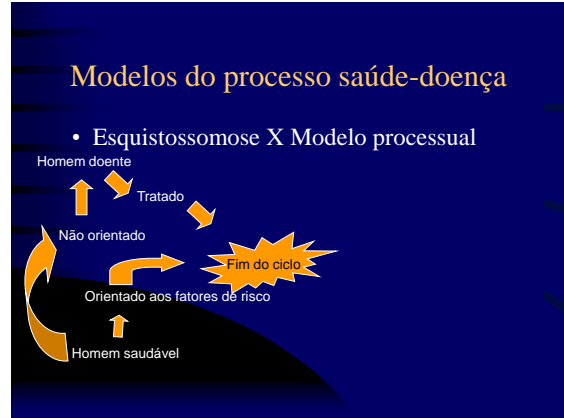 Modelos do processo saúde-doença
• Esquistossomose X Modelo processual
Homem doente
Tratado
Não orientado
Fim do ciclo
Orientado aos fatores de risco
Homem saudável